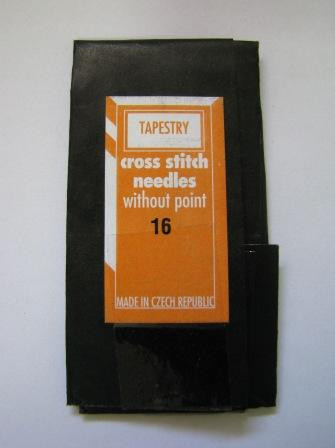 TAPESTRY
cross stitch
needles
without point
16
MADE IN CZECH REPUBLIC